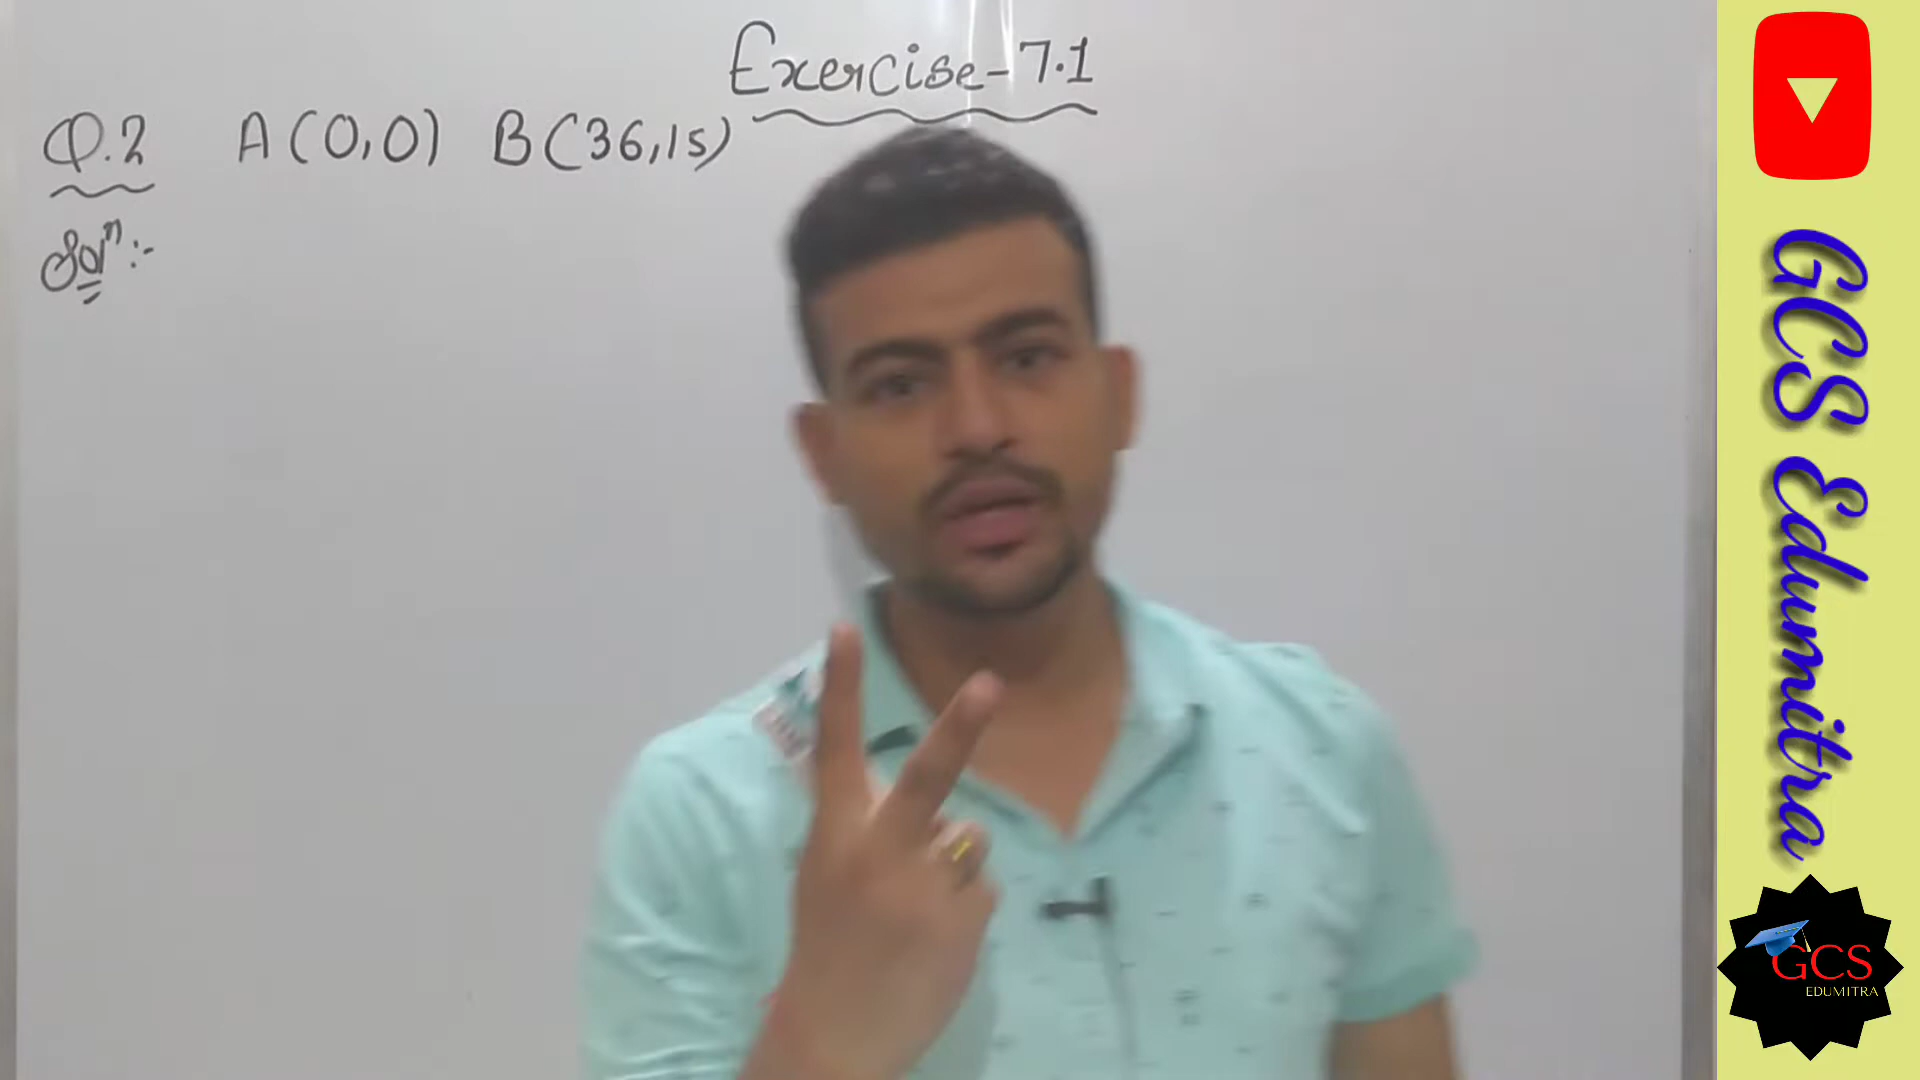 Exercise-7.1
Q.2 A(0,0) B(36,15)
Solⁿ:-
GCS Edumitra
GCS
EDUMITRA